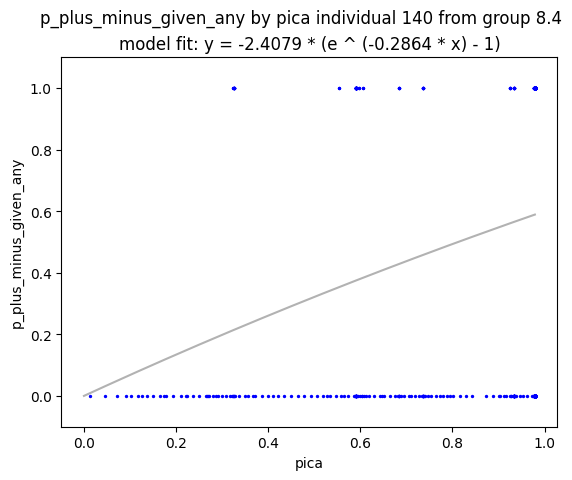 p_plus_minus_given_any by pica individual 140 from group 8.4
model fit: y = -2.4079 * (e ^ (-0.2864 * x) - 1)
1.0
0.8
0.6
0.4
0.2
0.0
p_plus_minus_given_any
0.0 0.2 0.4 0.6 0.8 1.0
pica